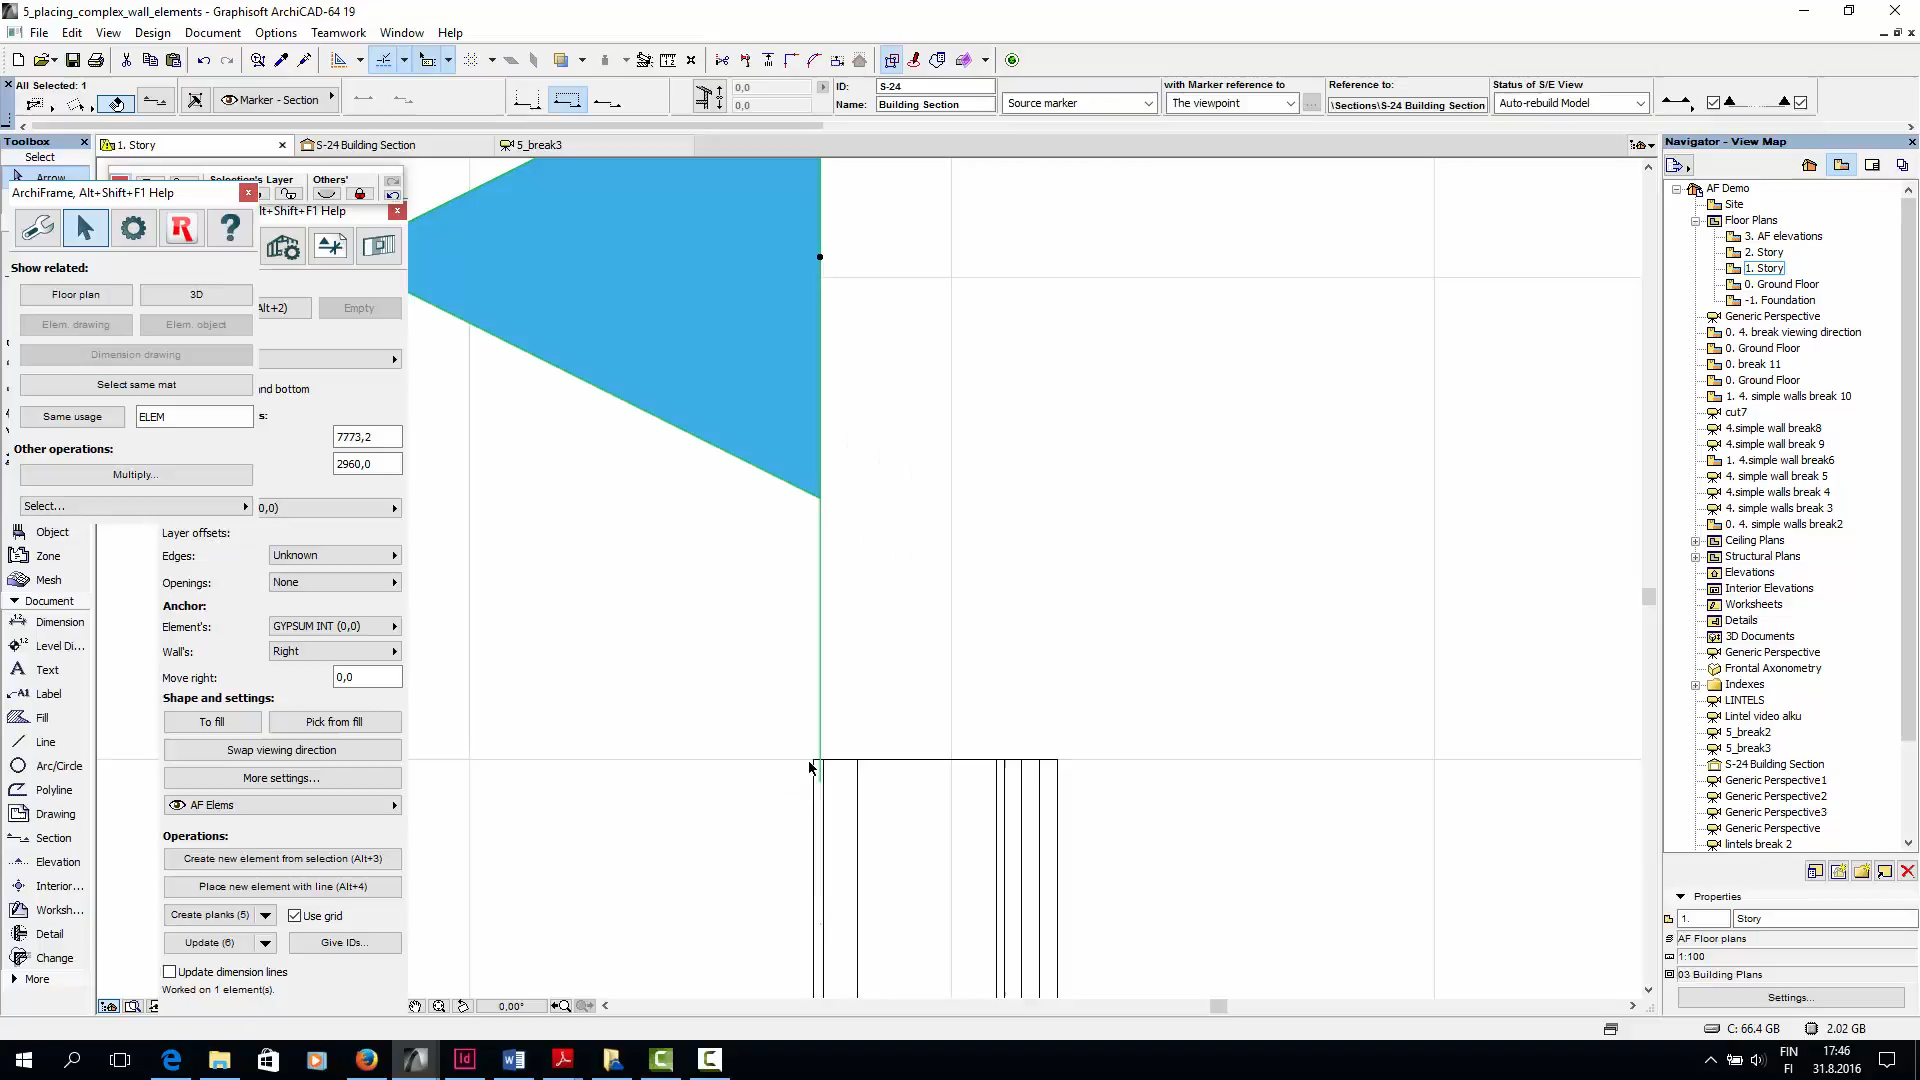 5_placing_complex_wall_elements - Graphisoft ArchiCAD-64 19
File Edit View Design Document Options Teamwork Window Help
All Selected: 1
Marker - Section
0,0
0,0
ID: S-24
Name: Building Section
Source marker
with Marker reference to
The viewpoint
Reference to:
\Sections\S-24 Building Section
Status of S/E View
Auto-rebuild Model
Toolbox
1. Story
S-24 Building Section
5_break3
Navigator - View Map
Select
Arrow
Selection's Layer
Others'
ArchiFrame, Alt+Shift+F1 Help
lt+Shift+F1 Help
Show related:
Floor plan
3D
Elem. drawing
Elem. object
Dimension drawing
Select same mat
Same usage
ELEM
Other operations:
Multiply...
Select...
Alt+2)
Empty
nd bottom
s:
7773,2
2960,0
(0,0)
Layer offsets:
Edges:
Unknown
Openings:
None
Anchor:
Element's:
GYPSUM INT (0,0)
Wall's:
Right
Move right:
0,0
Shape and settings:
To fill
Pick from fill
Swap viewing direction
More settings...
AF Elems
Operations:
Create new element from selection (Alt+3)
Place new element with line (Alt+4)
Create planks (5)
Use grid
Update (6)
Give IDs...
Update dimension lines
Worked on 1 element(s).
Object
Zone
Mesh
Document
Dimension
Level Di...
Text
Label
Fill
Line
Arc/Circle
Polyline
Drawing
Section
Elevation
Interior...
Worksh...
Detail
Change
More
0,00°
AF Demo
Site
Floor Plans
3. AF elevations
2. Story
1. Story
0. Ground Floor
-1. Foundation
Generic Perspective
0. 4. break viewing direction
0. Ground Floor
0. break 11
0. Ground Floor
1. 4. simple walls break 10
cut7
4.simple wall break8
4.simple wall break 9
1. 4.simple wall break6
4. simple wall break 5
4.simple walls break 4
4. simple walls break 3
0. 4. simple walls break2
Ceiling Plans
Structural Plans
Elevations
Interior Elevations
Worksheets
Details
3D Documents
Generic Perspective
Frontal Axonometry
Indexes
LINTELS
Lintel video alku
5_break2
5_break3
S-24 Building Section
Generic Perspective1
Generic Perspective2
Generic Perspective3
Generic Perspective
lintels break 2
Properties
1.
Story
AF Floor plans
1:100
03 Building Plans
Settings...
C: 66.4 GB
2.02 GB
FIN
FI
17:46
31.8.2016